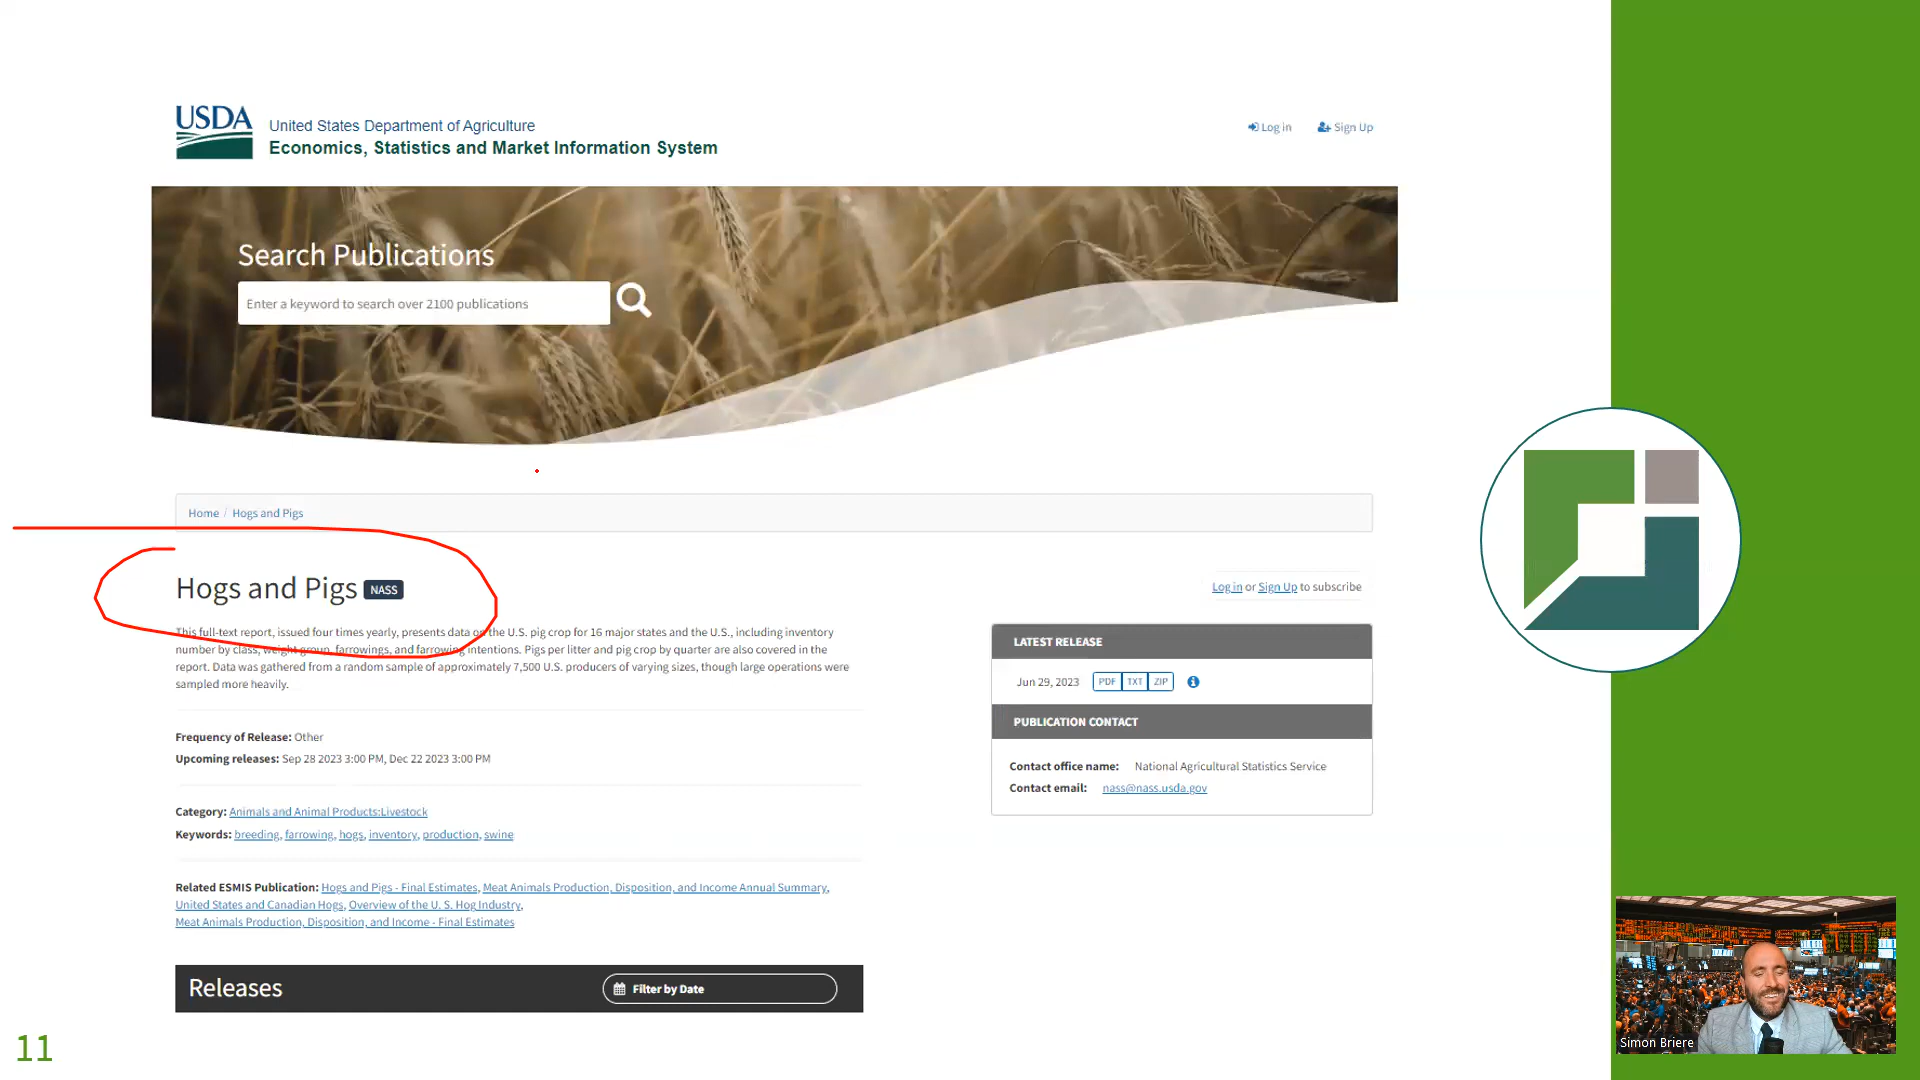 USDA
United States Department of Agriculture
Economics, Statistics and Market Information System
Log in
Sign Up
Search Publications
Enter a keyword to search over 2100 publications
Home / Hogs and Pigs
Hogs and Pigs NASS
Log in or Sign Up to subscribe
This full-text report, issued four times yearly, presents data on the U.S. pig crop for 16 major states and the U.S., including inventory
number by class, weight group, farrowings, and farrowing intentions. Pigs per litter and pig crop by quarter are also covered in the
report. Data was gathered from a random sample of approximately 7,500 U.S. producers of varying sizes, though large operations were
sampled more heavily.
Frequency of Release: Other
Upcoming releases: Sep 28 2023 3:00 PM, Dec 22 2023 3:00 PM
Category: Animals and Animal Products:Livestock
Keywords: breeding, farrowing, hogs, inventory, production, swine
Related ESMIS Publication: Hogs and Pigs - Final Estimates, Meat Animals Production, Disposition, and Income Annual Summary,
United States and Canadian Hogs, Overview of the U. S. Hog Industry,
Meat Animals Production, Disposition, and Income - Final Estimates
LATEST RELEASE
Jun 29, 2023 PDF TXT ZIP
PUBLICATION CONTACT
Contact office name: National Agricultural Statistics Service
Contact email: nass@nass.usda.gov
Releases
Filter by Date
11
Simon Briere